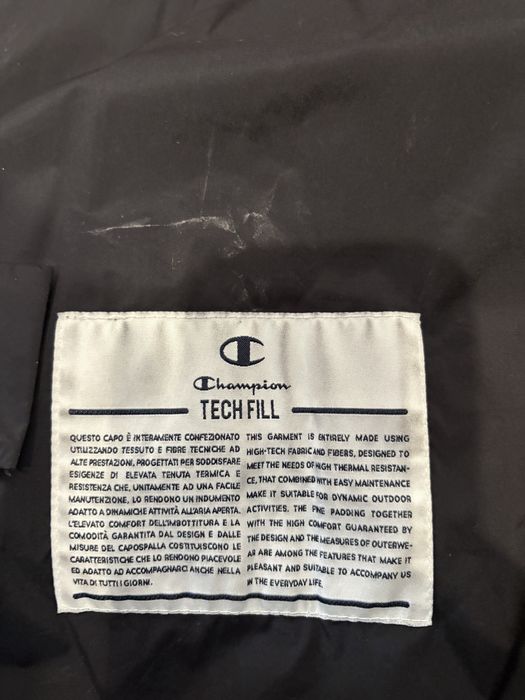 Champion
TECH FILL
QUESTO CAPO È INTERAMENTE CONFEZIONATO
UTILIZZANDO TESSUTO E FIBRE TECNICHE AD
ALTE PRESTAZIONI, PROGETTATI PER SODDISFARE
ESIGENZE DI ELEVATA TENUTA TERMICA E
RESISTENZA CHE, UNITAMENTE AD UNA FACILE
MANUTENZIONE, LO RENDONO UN INDUMENTO
ADATTO A DINAMICHE ATTIVITÀ ALL'ARIA APERTA.
L'ELEVATO COMFORT DELL'IMBOTTITURA E LA
COMODITÀ GARANTITA DAL DESIGN E DALLE
MISURE DEL CAPOSPALLA COSTITUISCONO LE
CARATTERISTICHE CHE LO RENDONO PIACEVOLE
ED ADATTO AD ACCOMPAGNARCI ANCHE NELLA
VITA DI TUTTI I GIORNI.
THIS GARMENT IS ENTIRELY MADE USING
HIGH-TECH FABRIC AND FIBERS, DESIGNED TO
MEET THE NEEDS OF HIGH THERMAL RESISTAN-
CE, THAT COMBINED WITH EASY MAINTENANCE
MAKE IT SUITABLE FOR DYNAMIC OUTDOOR
ACTIVITIES. THE FINE PADDING TOGETHER
WITH THE HIGH COMFORT GUARANTEED BY
THE DESIGN AND THE MEASURES OF OUTERWE-
AR ARE AMONG THE FEATURES THAT MAKE IT
PLEASANT AND SUITABLE TO ACCOMPANY US
IN THE EVERYDAY LIFE.